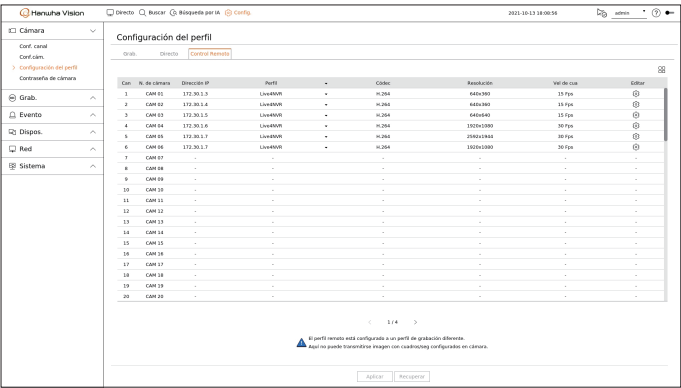 Hanwha Vision
Directo Buscar Búsqueda por IA Config. 2021-10-13 18:08:56 admin
Cámara
Conf. canal
Conf.cám.
Configuración del perfil
Contraseña de cámara
Grab.
Evento
Dispos.
Red
Sistema
Configuración del perfil
Grab. Directo Control Remoto
Can N. de cámara Dirección IP Perfil Códec Resolución Vel de cua Editar
1 CAM 01 172.30.1.3 Live4NVR H.264 640x360 15 Fps
2 CAM 02 172.30.1.4 Live4NVR H.264 640x360 15 Fps
3 CAM 03 172.30.1.5 Live4NVR H.264 640x640 15 Fps
4 CAM 04 172.30.1.6 Live4NVR H.264 1920x1080 30 Fps
5 CAM 05 172.30.1.7 Live4NVR H.264 2592x1944 30 Fps
6 CAM 06 172.30.1.7 Live4NVR H.264 1920x1080 30 Fps
7 CAM 07 - - - - - -
8 CAM 08 - - - - - -
9 CAM 09 - - - - - -
10 CAM 10 - - - - - -
11 CAM 11 - - - - - -
12 CAM 12 - - - - - -
13 CAM 13 - - - - - -
14 CAM 14 - - - - - -
15 CAM 15 - - - - - -
16 CAM 16 - - - - - -
17 CAM 17 - - - - - -
18 CAM 18 - - - - - -
19 CAM 19 - - - - - -
20 CAM 20 - - - - - -
< 1 / 4 >
El perfil remoto está configurado a un perfil de grabación diferente.
Aquí no puede transmitirse imagen con cuadros/seg configurados en cámara.
Aplicar Recuperar